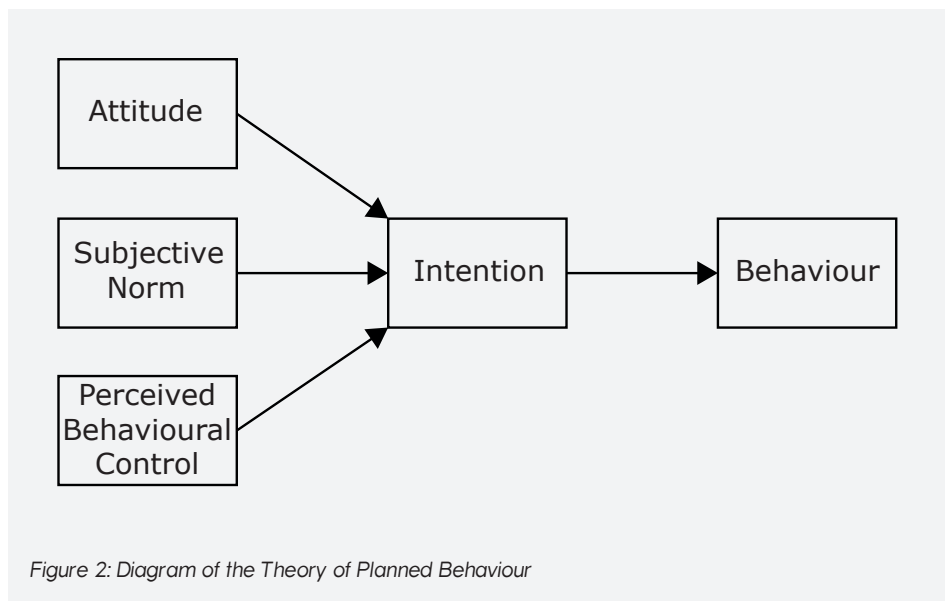 Attitude
Subjective
Norm
Perceived
Behavioural
Control
Intention
Behaviour
Figure 2: Diagram of the Theory of Planned Behaviour